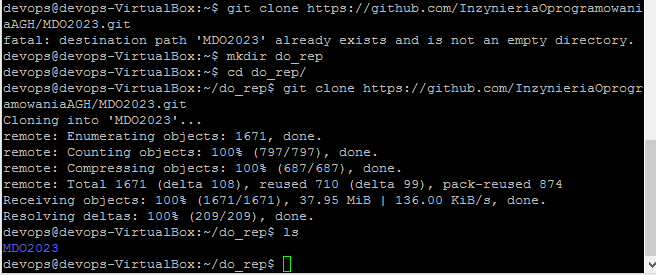 devops@devops-VirtualBox:~$ git clone https://github.com/InzynieriaOprogramowani
aAGH/MDO2023.git
fatal: destination path 'MDO2023' already exists and is not an empty directory.
devops@devops-VirtualBox:~$ mkdir do_rep
devops@devops-VirtualBox:~$ cd do_rep/
devops@devops-VirtualBox:~/do_rep$ git clone https://github.com/InzynieriaOprogr
amowaniaAGH/MDO2023.git
Cloning into 'MDO2023'...
remote: Enumerating objects: 1671, done.
remote: Counting objects: 100% (797/797), done.
remote: Compressing objects: 100% (687/687), done.
remote: Total 1671 (delta 108), reused 710 (delta 99), pack-reused 874
Receiving objects: 100% (1671/1671), 37.95 MiB | 136.00 KiB/s, done.
Resolving deltas: 100% (209/209), done.
devops@devops-VirtualBox:~/do_rep$ ls
MDO2023
devops@devops-VirtualBox:~/do_rep$